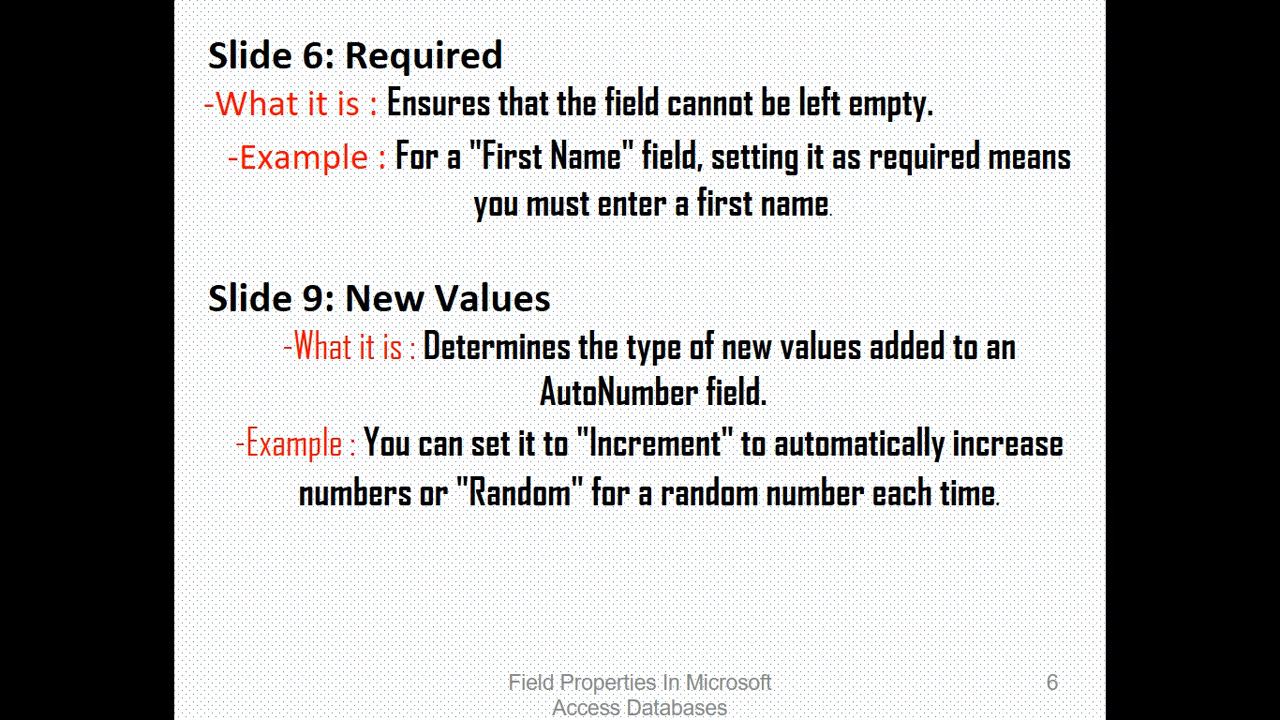 Slide 6: Required
-What it is : Ensures that the field cannot be left empty.
-Example : For a "First Name" field, setting it as required means
you must enter a first name.
Slide 9: New Values
-What it is : Determines the type of new values added to an
AutoNumber field.
-Example : You can set it to "Increment" to automatically increase
numbers or "Random" for a random number each time.
Field Properties In Microsoft
Access Databases
6